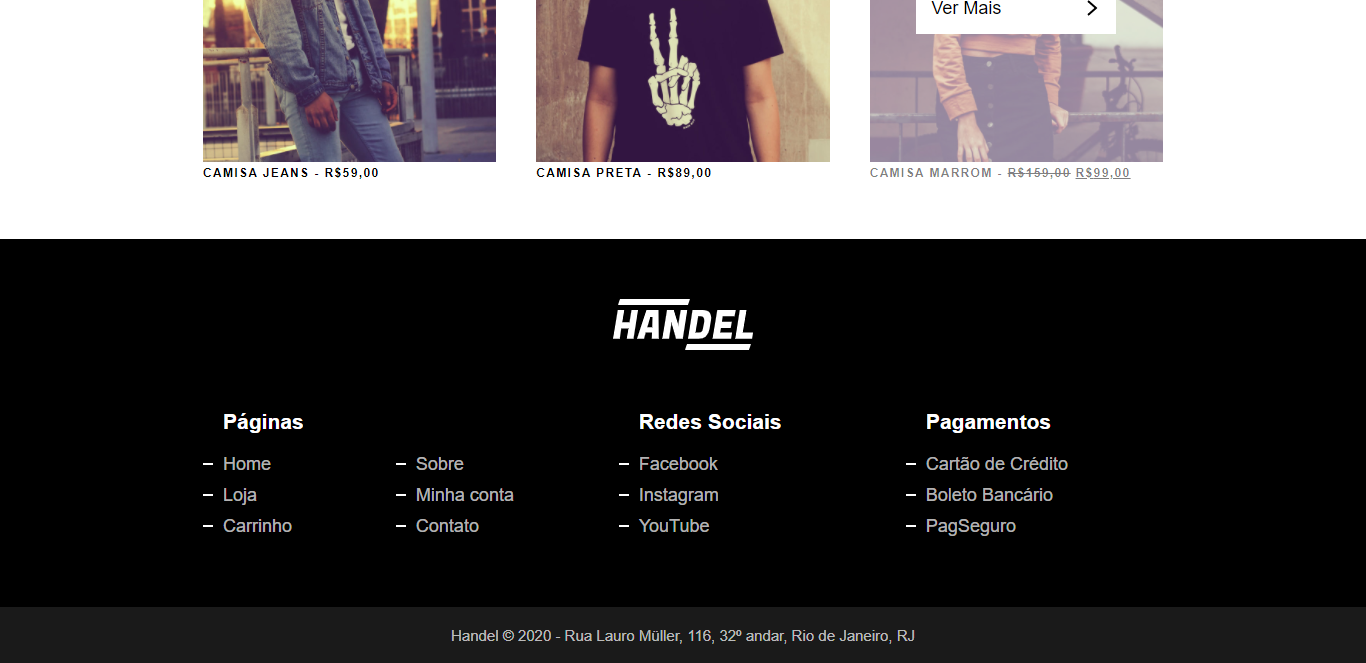 Ver Mais
CAMISA JEANS - R$59,00
CAMISA PRETA - R$89,00
CAMISA MARROM - R$159,00 R$99,00
HANDEL
Páginas
Home
Loja
Carrinho
Sobre
Minha conta
Contato
Redes Sociais
Facebook
Instagram
YouTube
Pagamentos
Cartão de Crédito
Boleto Bancário
PagSeguro
Handel © 2020 - Rua Lauro Müller, 116, 32º andar, Rio de Janeiro, RJ